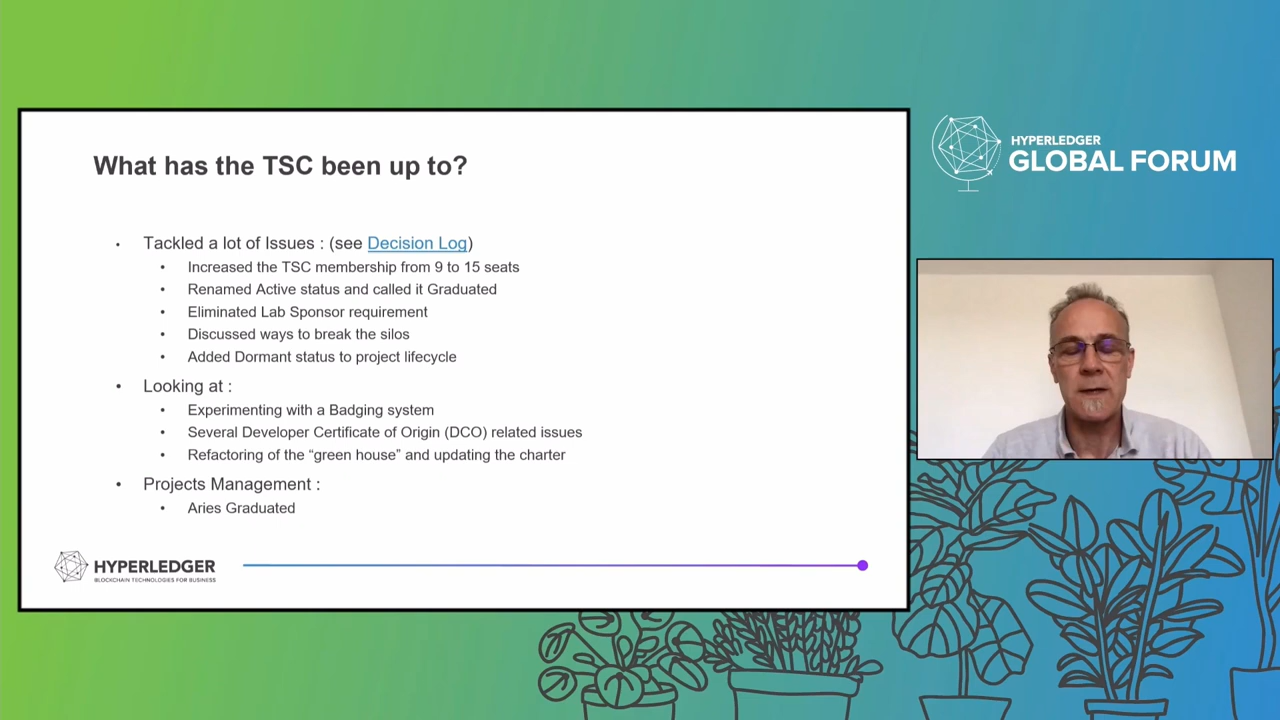 What has the TSC been up to?
• Tackled a lot of Issues : (see Decision Log)
• Increased the TSC membership from 9 to 15 seats
• Renamed Active status and called it Graduated
• Eliminated Lab Sponsor requirement
• Discussed ways to break the silos
• Added Dormant status to project lifecycle
• Looking at :
• Experimenting with a Badging system
• Several Developer Certificate of Origin (DCO) related issues
• Refactoring of the “green house” and updating the charter
• Projects Management :
• Aries Graduated
HYPERLEDGER
BLOCKCHAIN TECHNOLOGIES FOR BUSINESS
HYPERLEDGER
GLOBAL FORUM